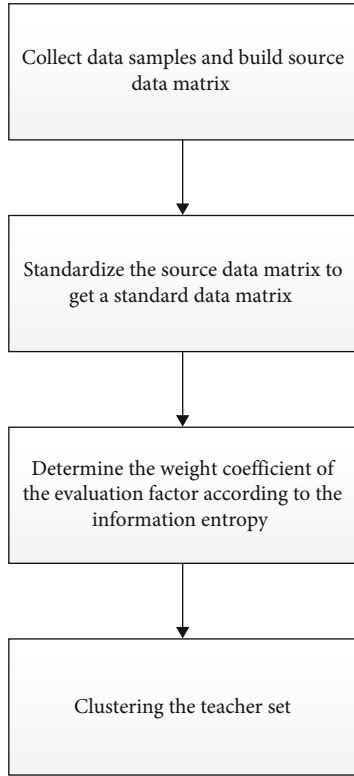 Collect data samples and build source
data matrix
Standardize the source data matrix to
get a standard data matrix
Determine the weight coefficient of
the evaluation factor according to the
information entropy
Clustering the teacher set